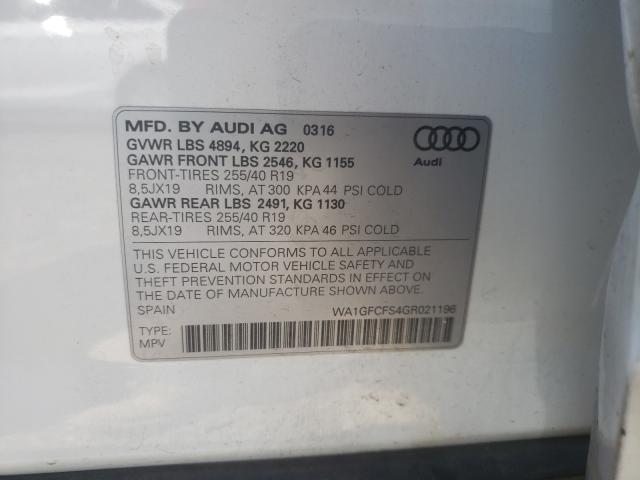 MFD. BY AUDI AG 0316
GVWR LBS 4894, KG 2220
GAWR FRONT LBS 2546, KG 1155
FRONT-TIRES 255/40 R19
8,5JX19 RIMS, AT 300 KPA 44 PSI COLD
GAWR REAR LBS 2491, KG 1130
REAR-TIRES 255/40 R19
8,5JX19 RIMS, AT 320 KPA 46 PSI COLD
Audi
THIS VEHICLE CONFORMS TO ALL APPLICABLE
U.S. FEDERAL MOTOR VEHICLE SAFETY AND
THEFT PREVENTION STANDARDS IN EFFECT ON
THE DATE OF MANUFACTURE SHOWN ABOVE.
SPAIN WA1GFCFS4GR021196
TYPE:
MPV